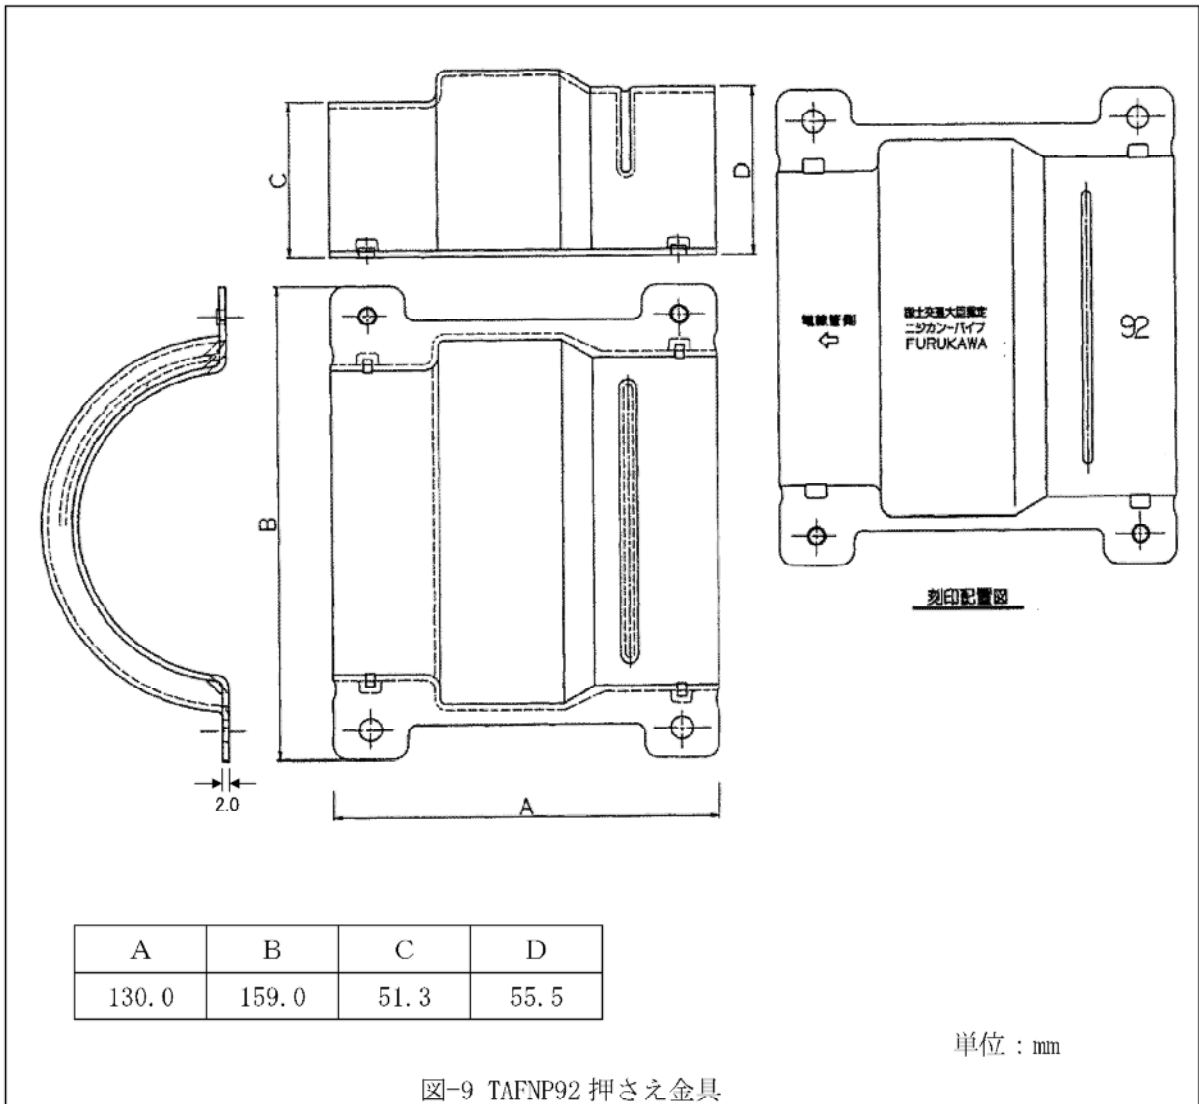 C
D
電線管側
国土交通大臣認定
ニジカン-パイプ
FURUKAWA
92
B
刻印配置図
2.0
A
A B C D
130.0 159.0 51.3 55.5
単位：mm
図-9 TAFNP92 押さえ金具